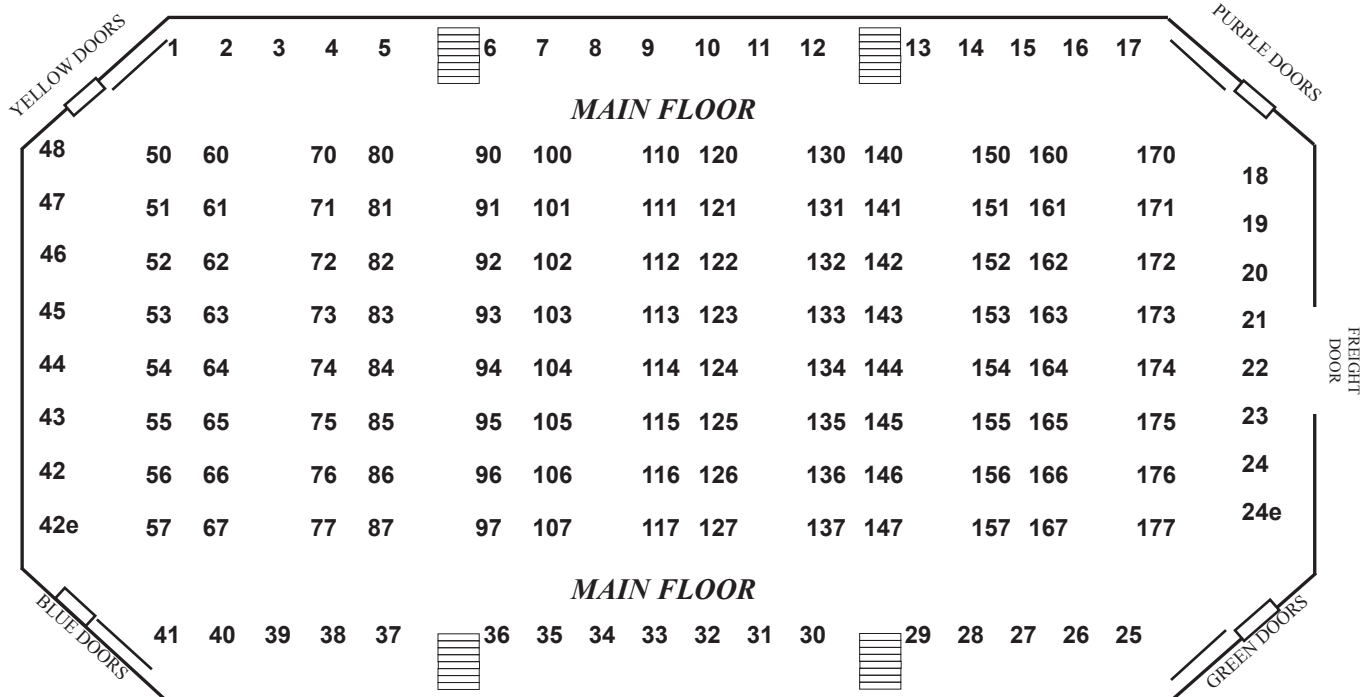 YELLOW DOORS
PURPLE DOORS
1 2 3 4 5 6 7 8 9 10 11 12 13 14 15 16 17
MAIN FLOOR
48 50 60 70 80 90 100 110 120 130 140 150 160 170
18
47 51 61 71 81 91 101 111 121 131 141 151 161 171
19
46 52 62 72 82 92 102 112 122 132 142 152 162 172
20
45 53 63 73 83 93 103 113 123 133 143 153 163 173
21
FREIGHT
DOOR
44 54 64 74 84 94 104 114 124 134 144 154 164 174 22
43 55 65 75 85 95 105 115 125 135 145 155 165 175 23
42 56 66 76 86 96 106 116 126 136 146 156 166 176 24
42e 57 67 77 87 97 107 117 127 137 147 157 167 177 24e
MAIN FLOOR
BLUE DOORS
41 40 39 38 37 36 35 34 33 32 31 30 29 28 27 26 25
GREEN DOORS